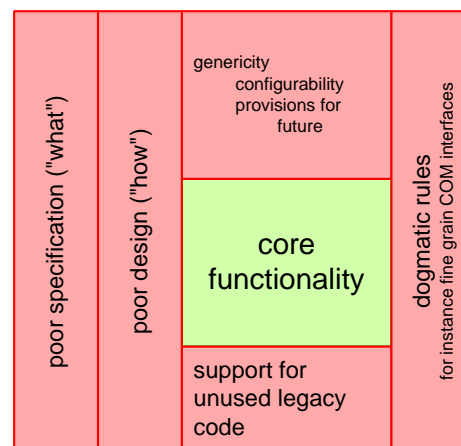 poor specification ("what")
poor design ("how")
genericity
configurability
provisions for
future
core
functionality
support for
unused legacy
code
dogmatic rules
for instance fine grain COM interfaces